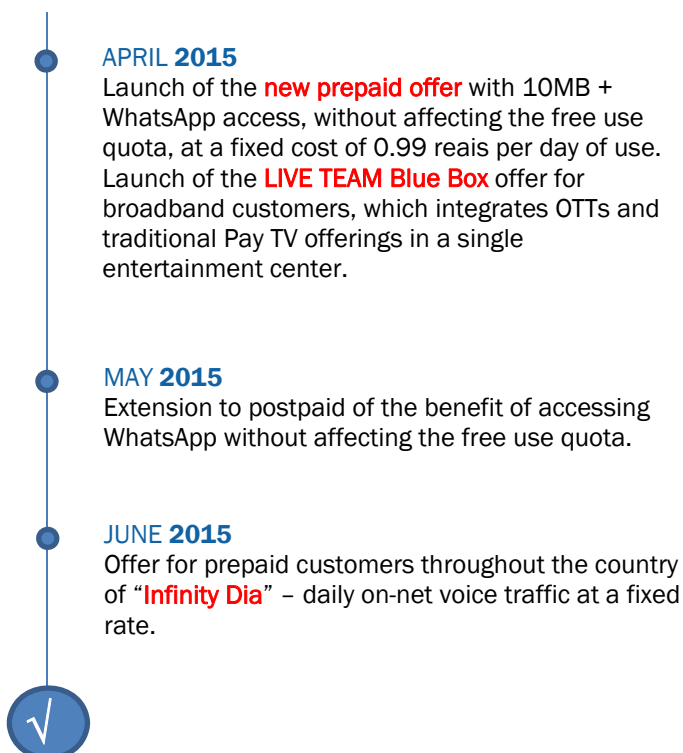 APRIL 2015
Launch of the new prepaid offer with 10MB +
WhatsApp access, without affecting the free use
quota, at a fixed cost of 0.99 reais per day of use.
Launch of the LIVE TEAM Blue Box offer for
broadband customers, which integrates OTTs and
traditional Pay TV offerings in a single
entertainment center.
MAY 2015
Extension to postpaid of the benefit of accessing
WhatsApp without affecting the free use quota.
JUNE 2015
Offer for prepaid customers throughout the country
of “Infinity Dia” – daily on-net voice traffic at a fixed
rate.
√